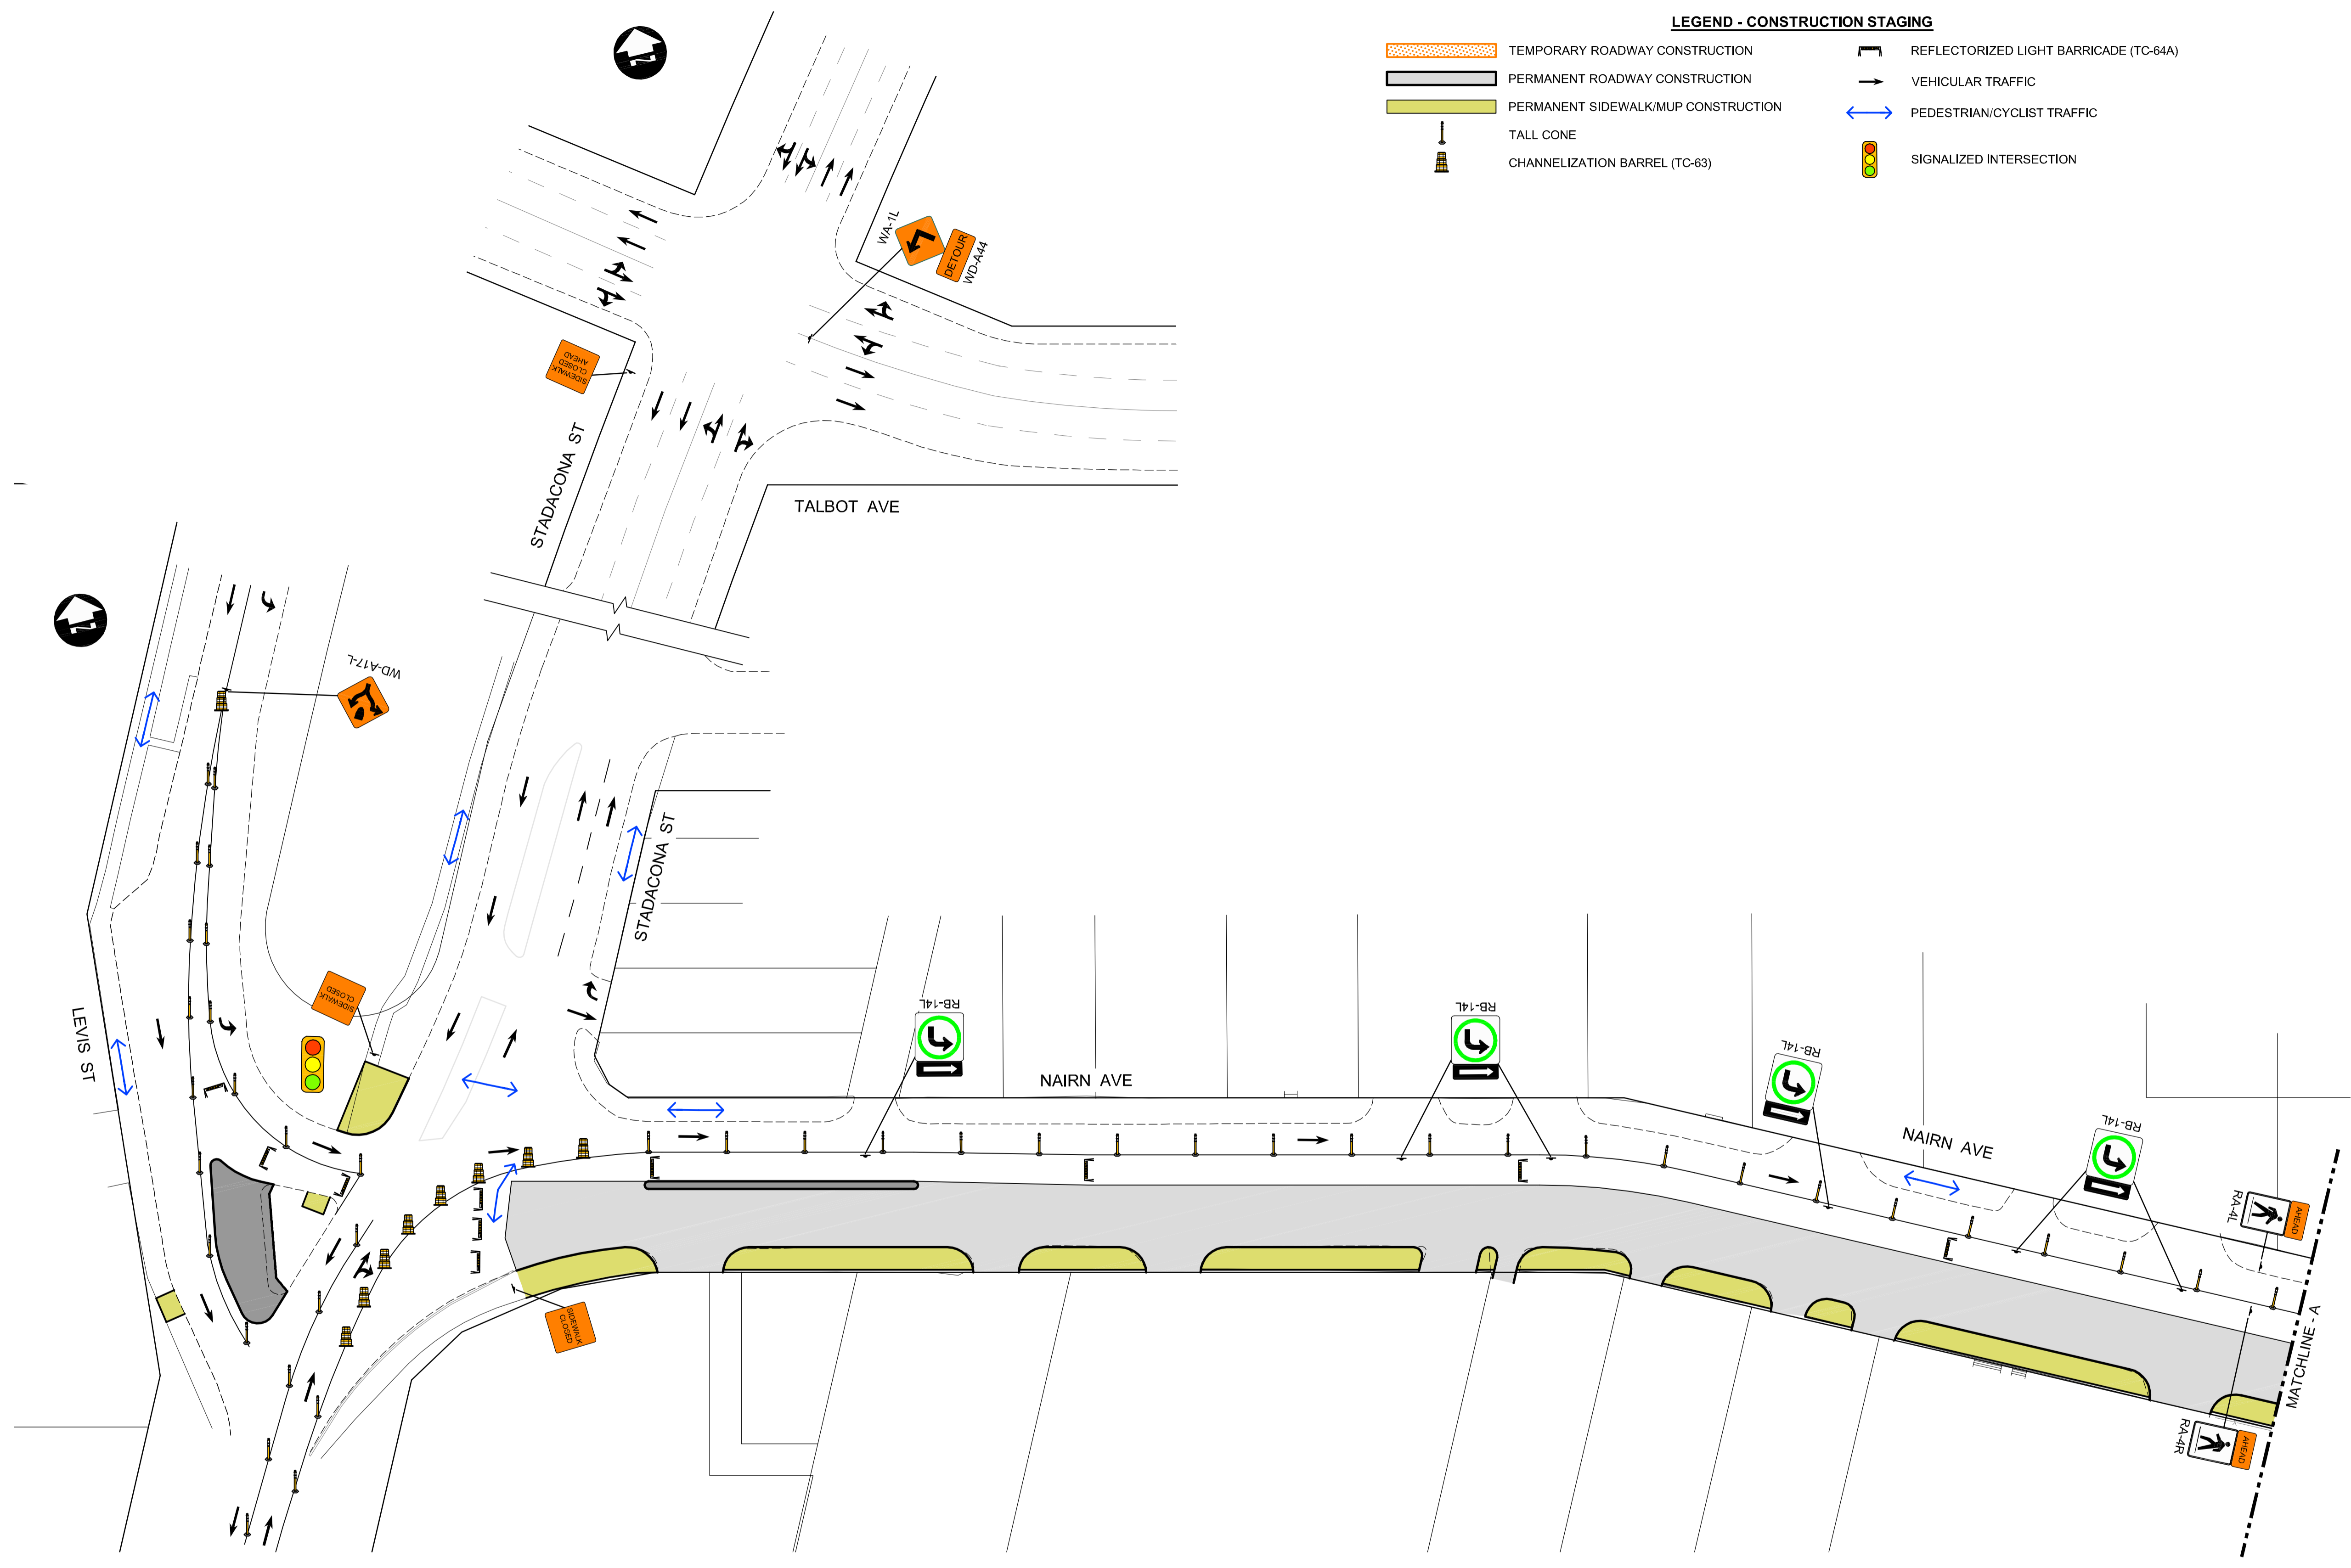 LEGEND - CONSTRUCTION STAGING
TEMPORARY ROADWAY CONSTRUCTION
PERMANENT ROADWAY CONSTRUCTION
PERMANENT SIDEWALK/MUP CONSTRUCTION
TALL CONE
CHANNELIZATION BARREL (TC-63)
REFLECTORIZED LIGHT BARRICADE (TC-64A)
VEHICULAR TRAFFIC
PEDESTRIAN/CYCLIST TRAFFIC
SIGNALIZED INTERSECTION
N
WA-1L
DETOUR
WD-A44
SIDEWALK
CLOSED
AHEAD
STADACONA ST
TALBOT AVE
N
WD-A17-L
STADACONA ST
SIDEWALK
CLOSED
LEVIS ST
RB-14L
RB-14L
RB-14L
RB-14L
NAIRN AVE
NAIRN AVE
RA-4L
AHEAD
SIDEWALK
CLOSED
MATCHLINE - A
RA-4R
AHEAD